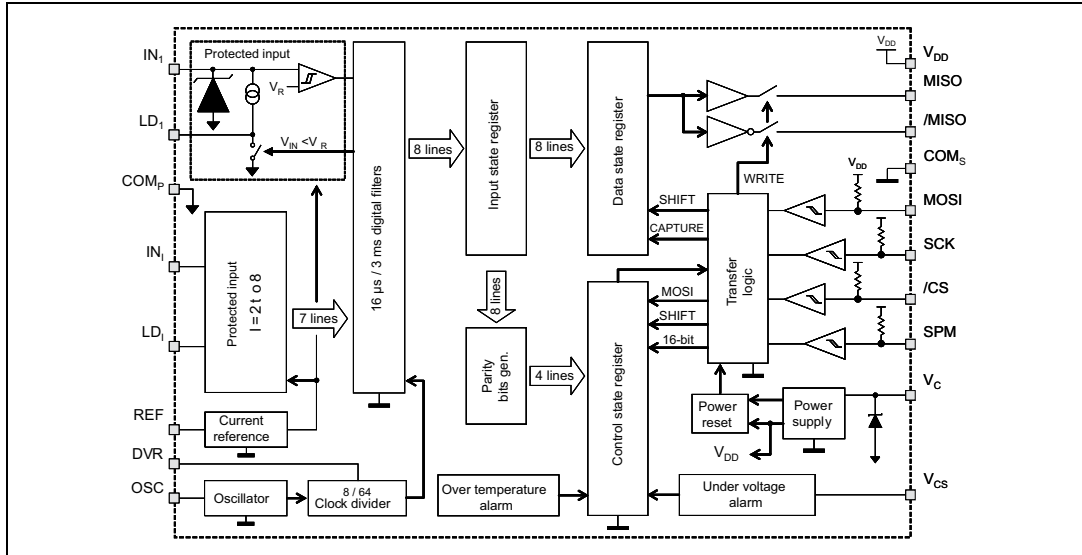 IN1
Protected input
VR
LD1
VIN <VR
COMP
INI
Protected input
I = 2 t o 8
LDI
7 lines
REF
Current
reference
DVR
OSC
Oscillator
8 / 64
Clock divider
16 µs / 3 ms digital filters
8 lines
Input state register
8 lines
8 lines
Parity
bits gen.
4 lines
Data state register
SHIFT
CAPTURE
WRITE
MOSI
SHIFT
16-bit
Control state register
Transfer
logic
Over temperature
alarm
Under voltage
alarm
Power
reset
Power
supply
VDD
VDD
VDD
VDD
MISO
/MISO
COMS
MOSI
SCK
/CS
SPM
VC
VCS